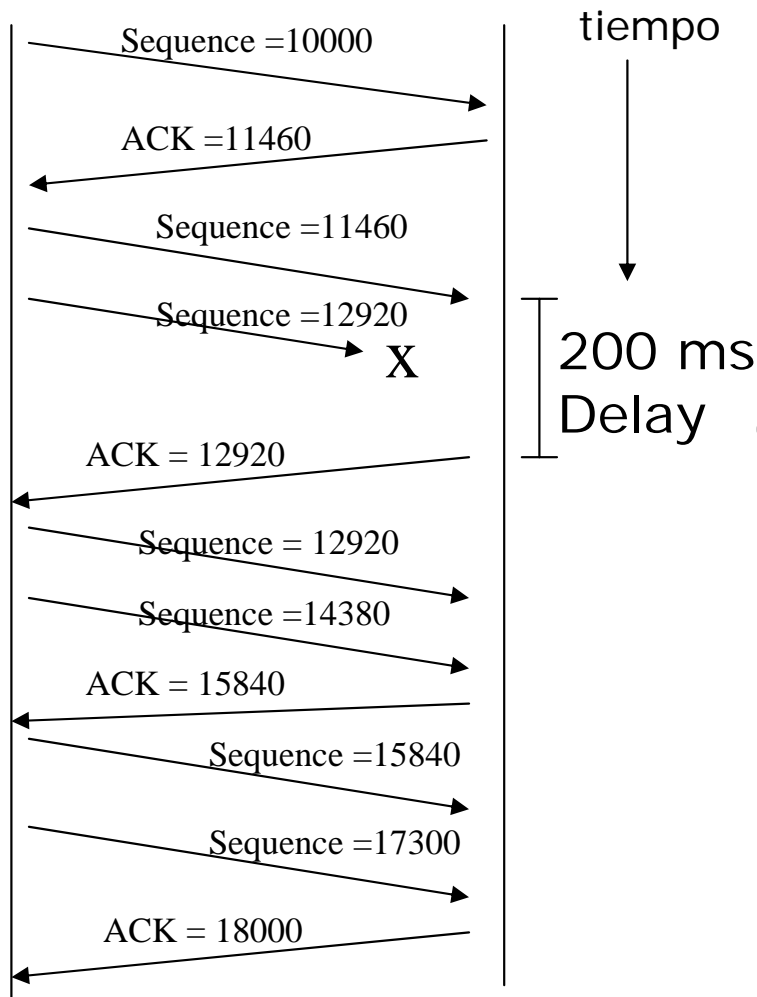 Sequence =10000
tiempo
ACK =11460
Sequence =11460
Sequence =12920
X
200 ms
Delay
ACK = 12920
Sequence = 12920
Sequence =14380
ACK = 15840
Sequence =15840
Sequence =17300
ACK = 18000